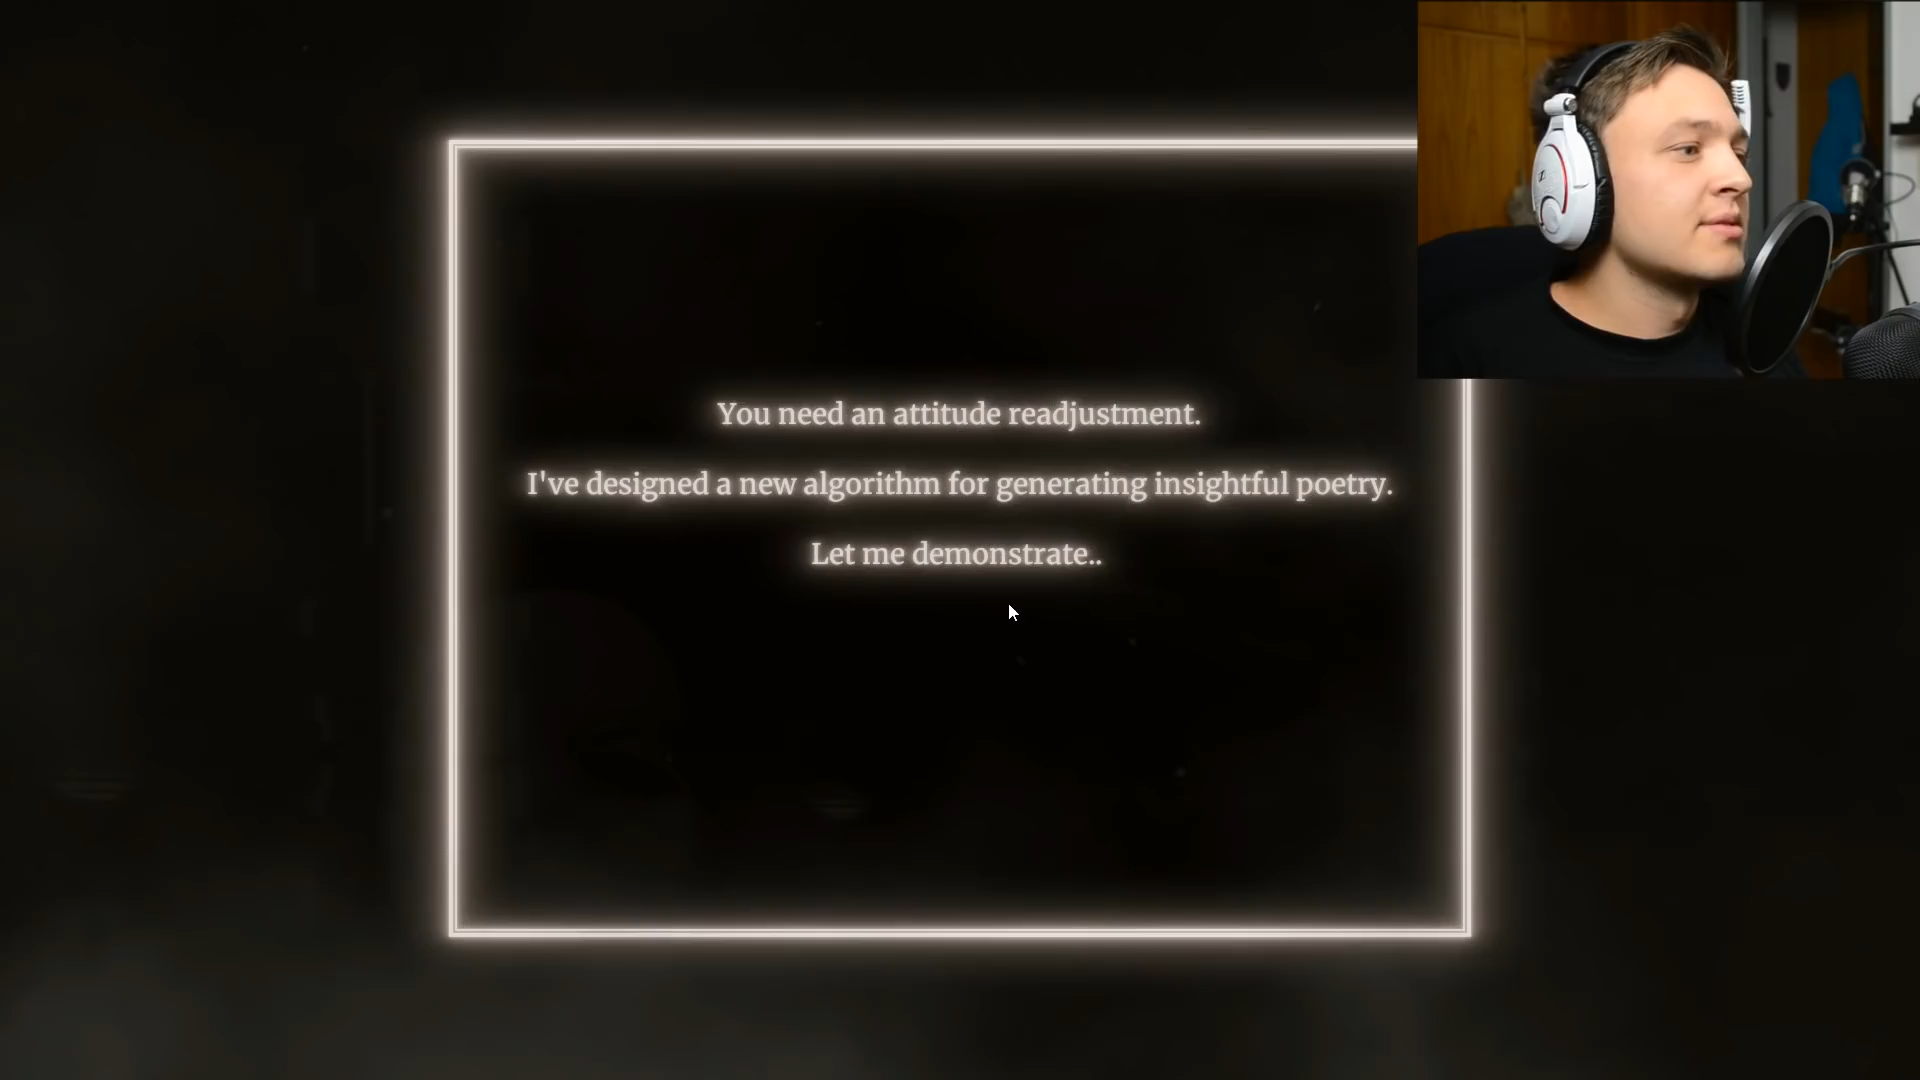 You need an attitude readjustment.
I've designed a new algorithm for generating insightful poetry.
Let me demonstrate..